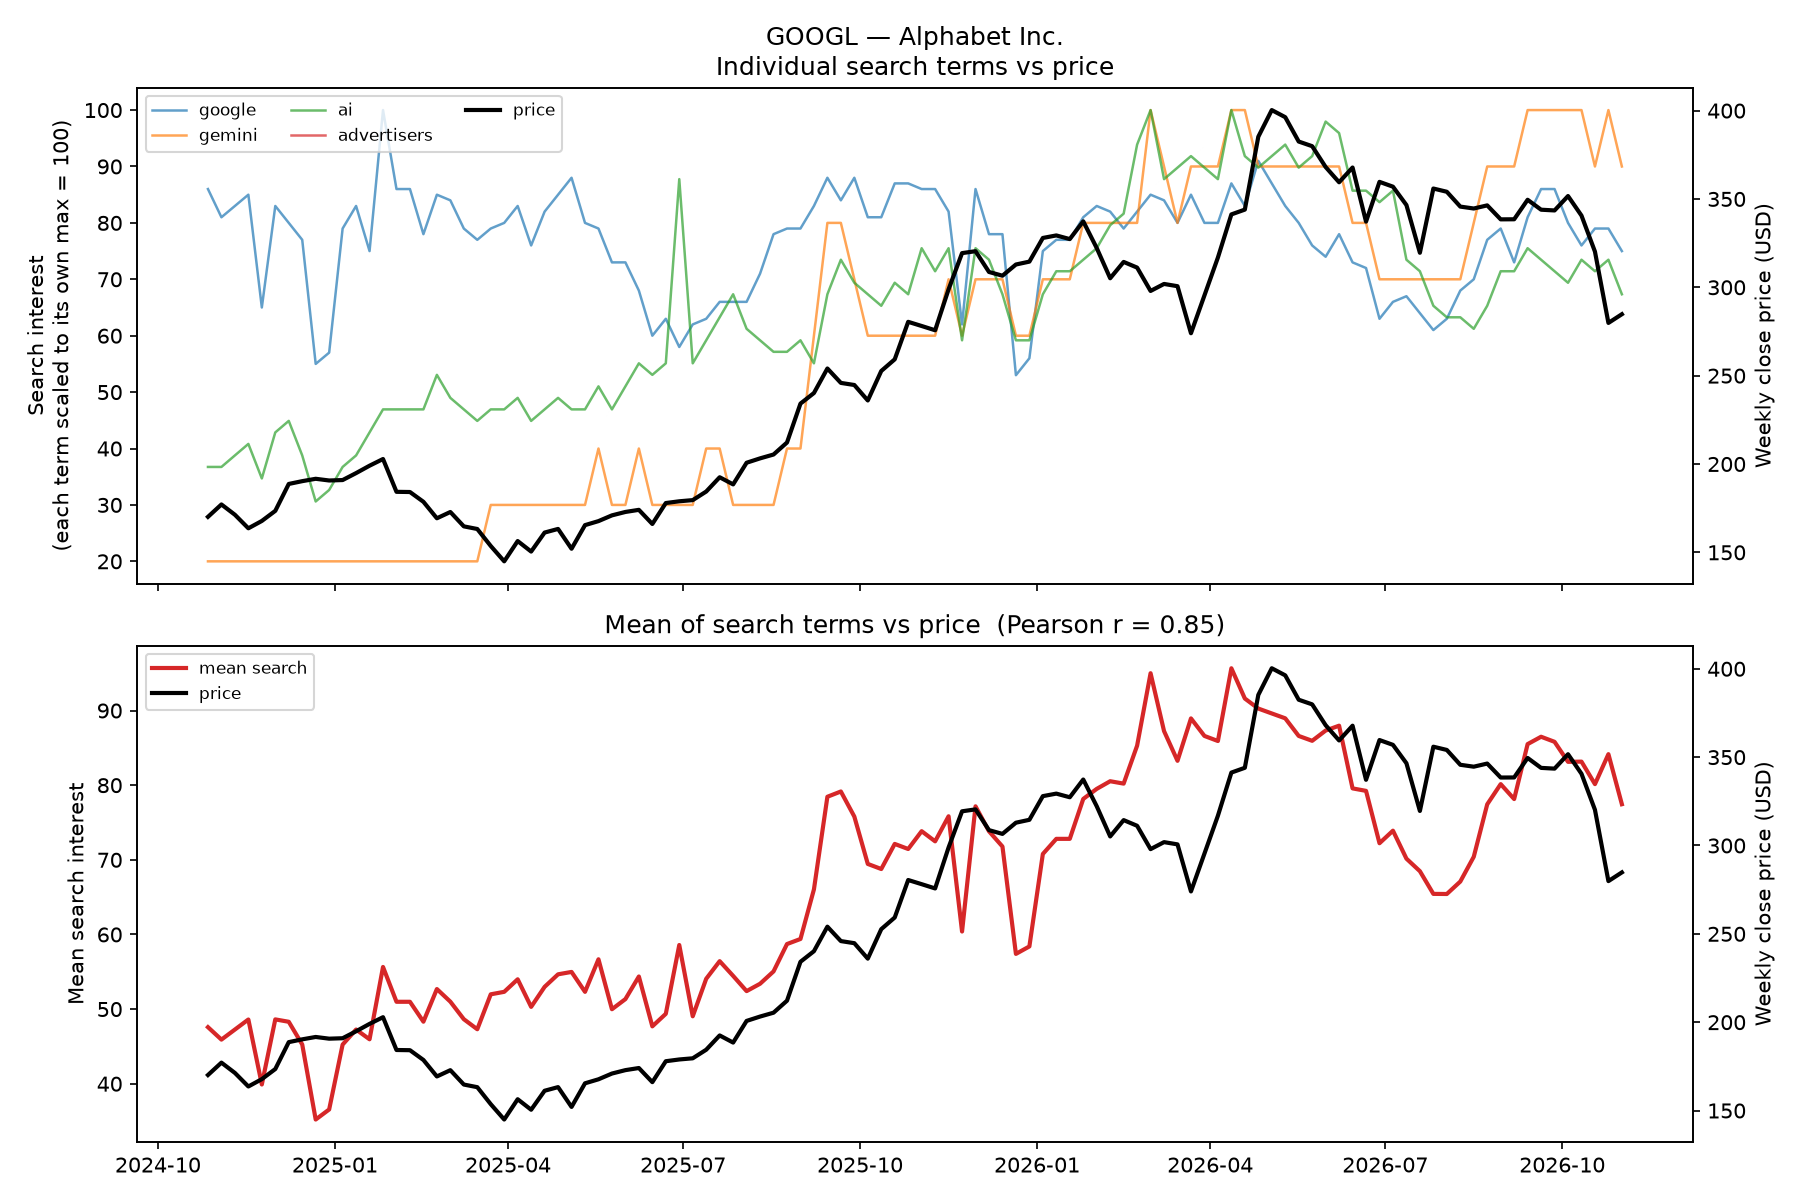 GOOGL — Alphabet Inc.
Individual search terms vs price
google
gemini
ai
advertisers
price
Search interest
(each term scaled to its own max = 100)
100
90
80
70
60
50
40
30
20
400
350
300
250
200
150
Weekly close price (USD)
Mean of search terms vs price (Pearson r = 0.85)
mean search
price
Mean search interest
90
80
70
60
50
40
400
350
300
250
200
150
Weekly close price (USD)
2024-10
2025-01
2025-04
2025-07
2025-10
2026-01
2026-04
2026-07
2026-10